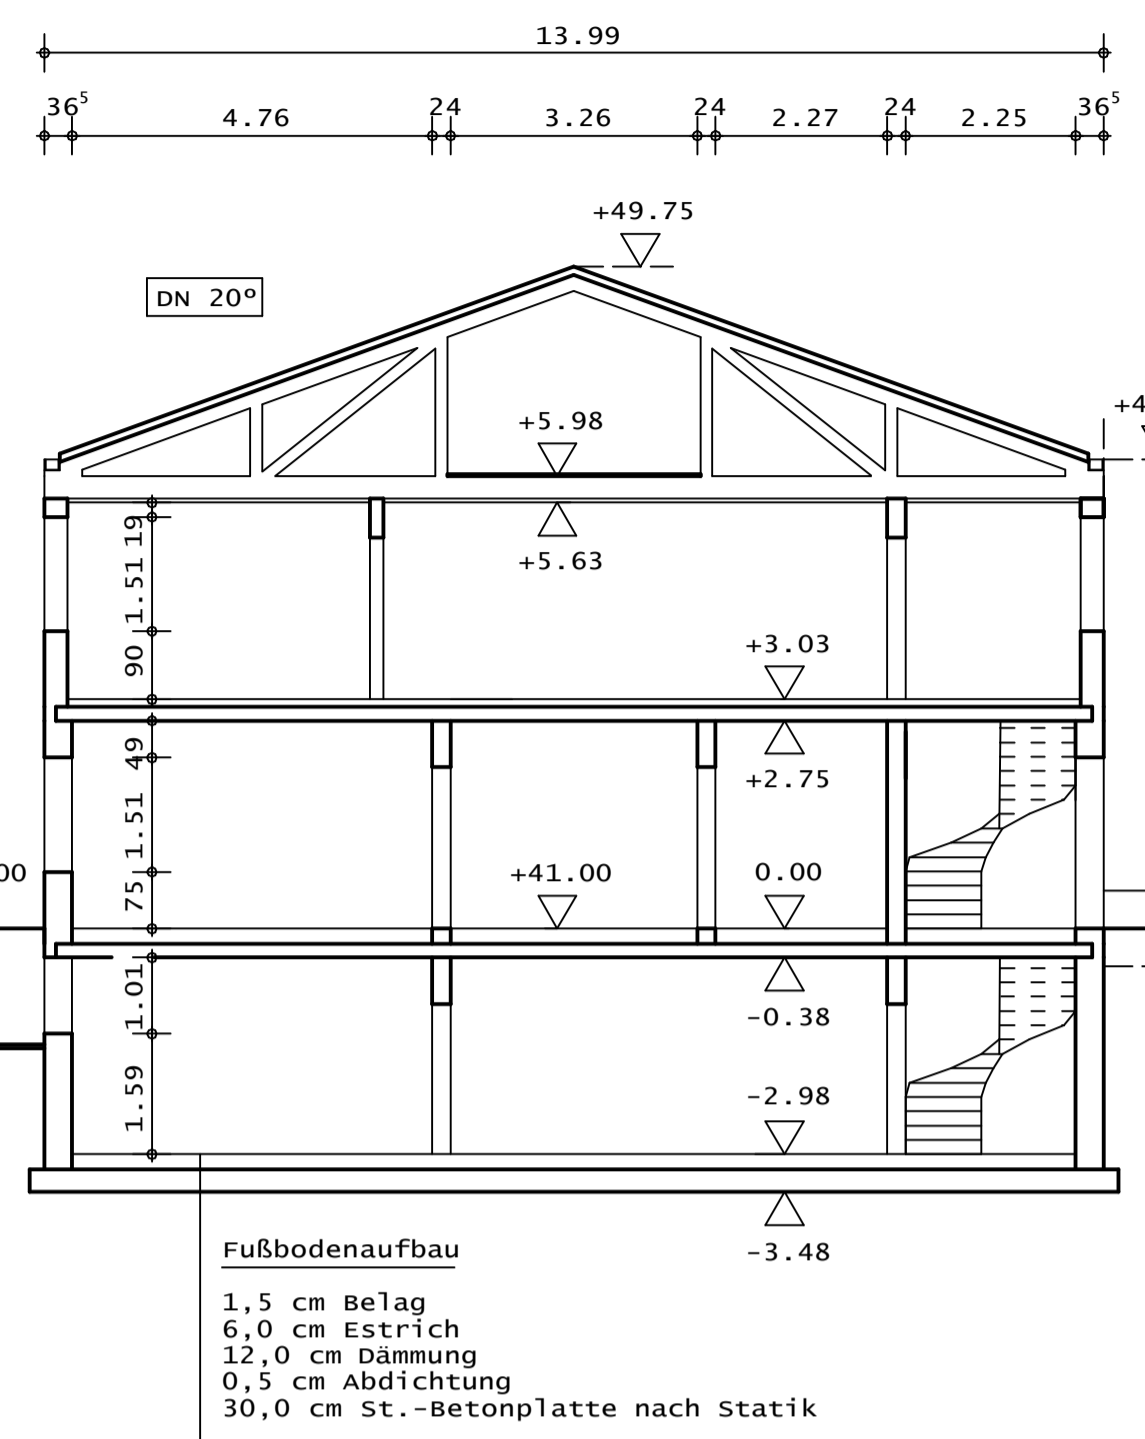 13.99
36⁵ 4.76 24 3.26 24 2.27 24 2.25 36⁵
+49.75
DN 20°
+4
+5.98
+5.63
19
1.51
90
+3.03
+2.75
49
1.51
75
00
+41.00
0.00
1.01
-0.38
1.59
-2.98
-3.48
Fußbodenaufbau
1,5 cm Belag
6,0 cm Estrich
12,0 cm Dämmung
0,5 cm Abdichtung
30,0 cm St.-Betonplatte nach Statik